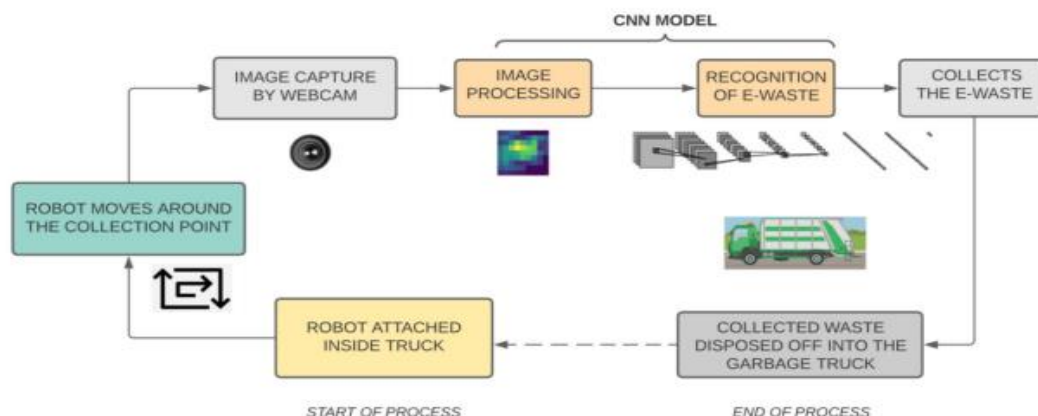 CNN MODEL
IMAGE CAPTURE
BY WEBCAM
IMAGE
PROCESSING
RECOGNITION
OF E-WASTE
COLLECTS
THE E-WASTE
ROBOT MOVES AROUND
THE COLLECTION POINT
ROBOT ATTACHED
INSIDE TRUCK
COLLECTED WASTE
DISPOSED OFF INTO THE
GARBAGE TRUCK
START OF PROCESS
END OF PROCESS